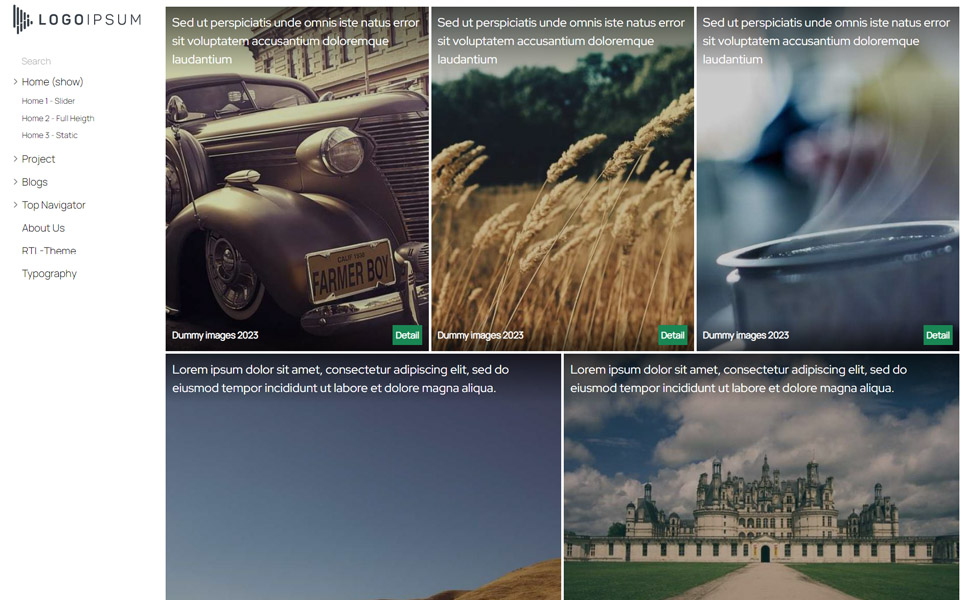 LOGOIPSUM
Search
Home (show)
Home 1 - Slider
Home 2 - Full Heigth
Home 3 - Static
Project
Blogs
Top Navigator
About Us
RTL -Theme
Typography
Sed ut perspiciatis unde omnis iste natus error
sit voluptatem accusantium doloremque
laudantium
CALIF 1938
FARMER BOY
Dummy images 2023
Detail
Sed ut perspiciatis unde omnis iste natus error
sit voluptatem accusantium doloremque
laudantium
Dummy images 2023
Detail
Sed ut perspiciatis unde omnis iste natus error
sit voluptatem accusantium doloremque
laudantium
Dummy images 2023
Detail
Lorem ipsum dolor sit amet, consectetur adipiscing elit, sed do
eiusmod tempor incididunt ut labore et dolore magna aliqua.
Lorem ipsum dolor sit amet, consectetur adipiscing elit, sed do
eiusmod tempor incididunt ut labore et dolore magna aliqua.